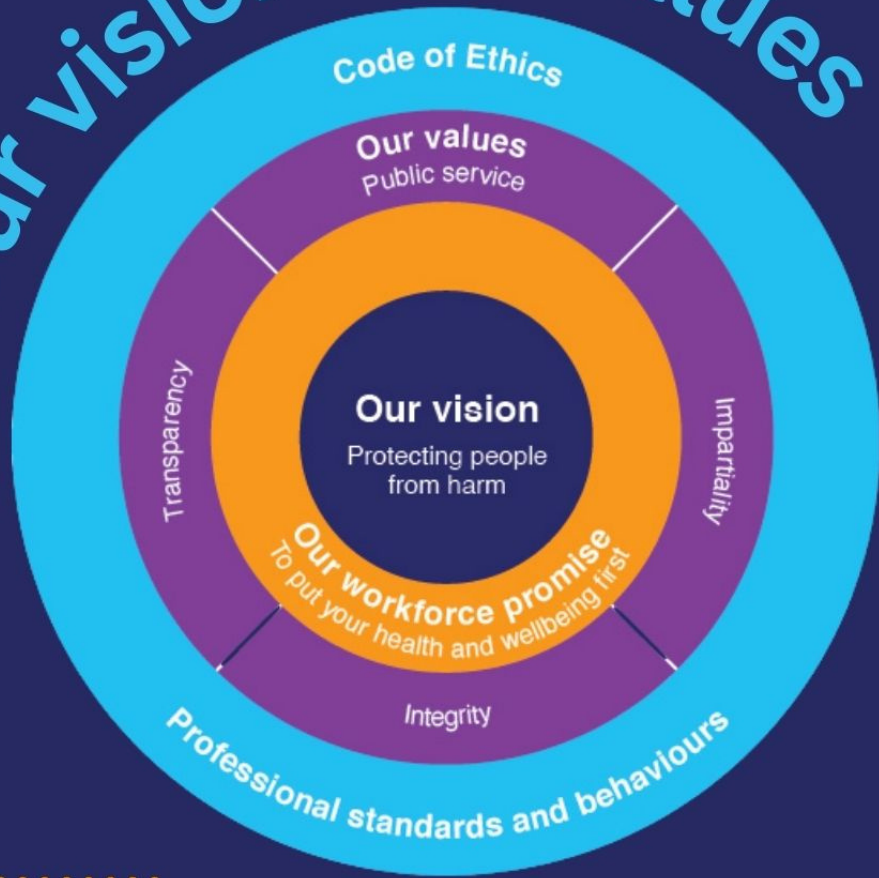 Code of Ethics
Our values
Public service
Transparency
Impartiality
Our vision
Protecting people
from harm
Our workforce promise
To put your health and wellbeing first
Integrity
Professional standards and behaviours